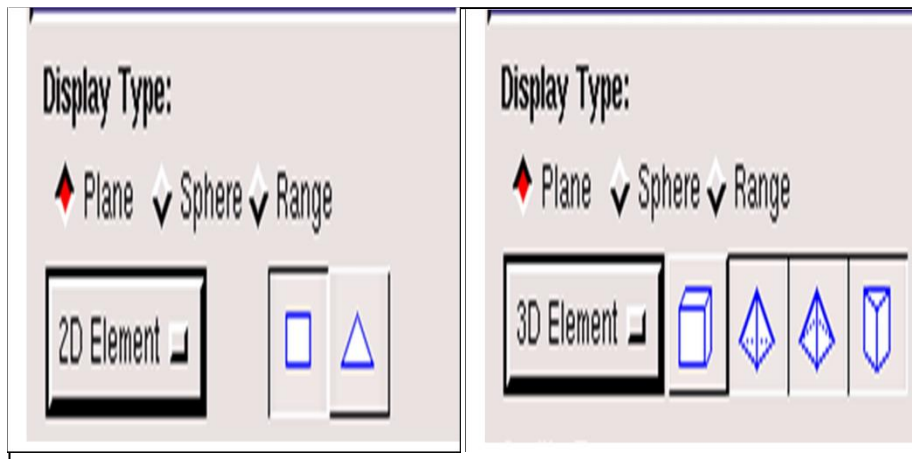 Display Type:
Plane Sphere Range
2D Element
Display Type:
Plane Sphere Range
3D Element